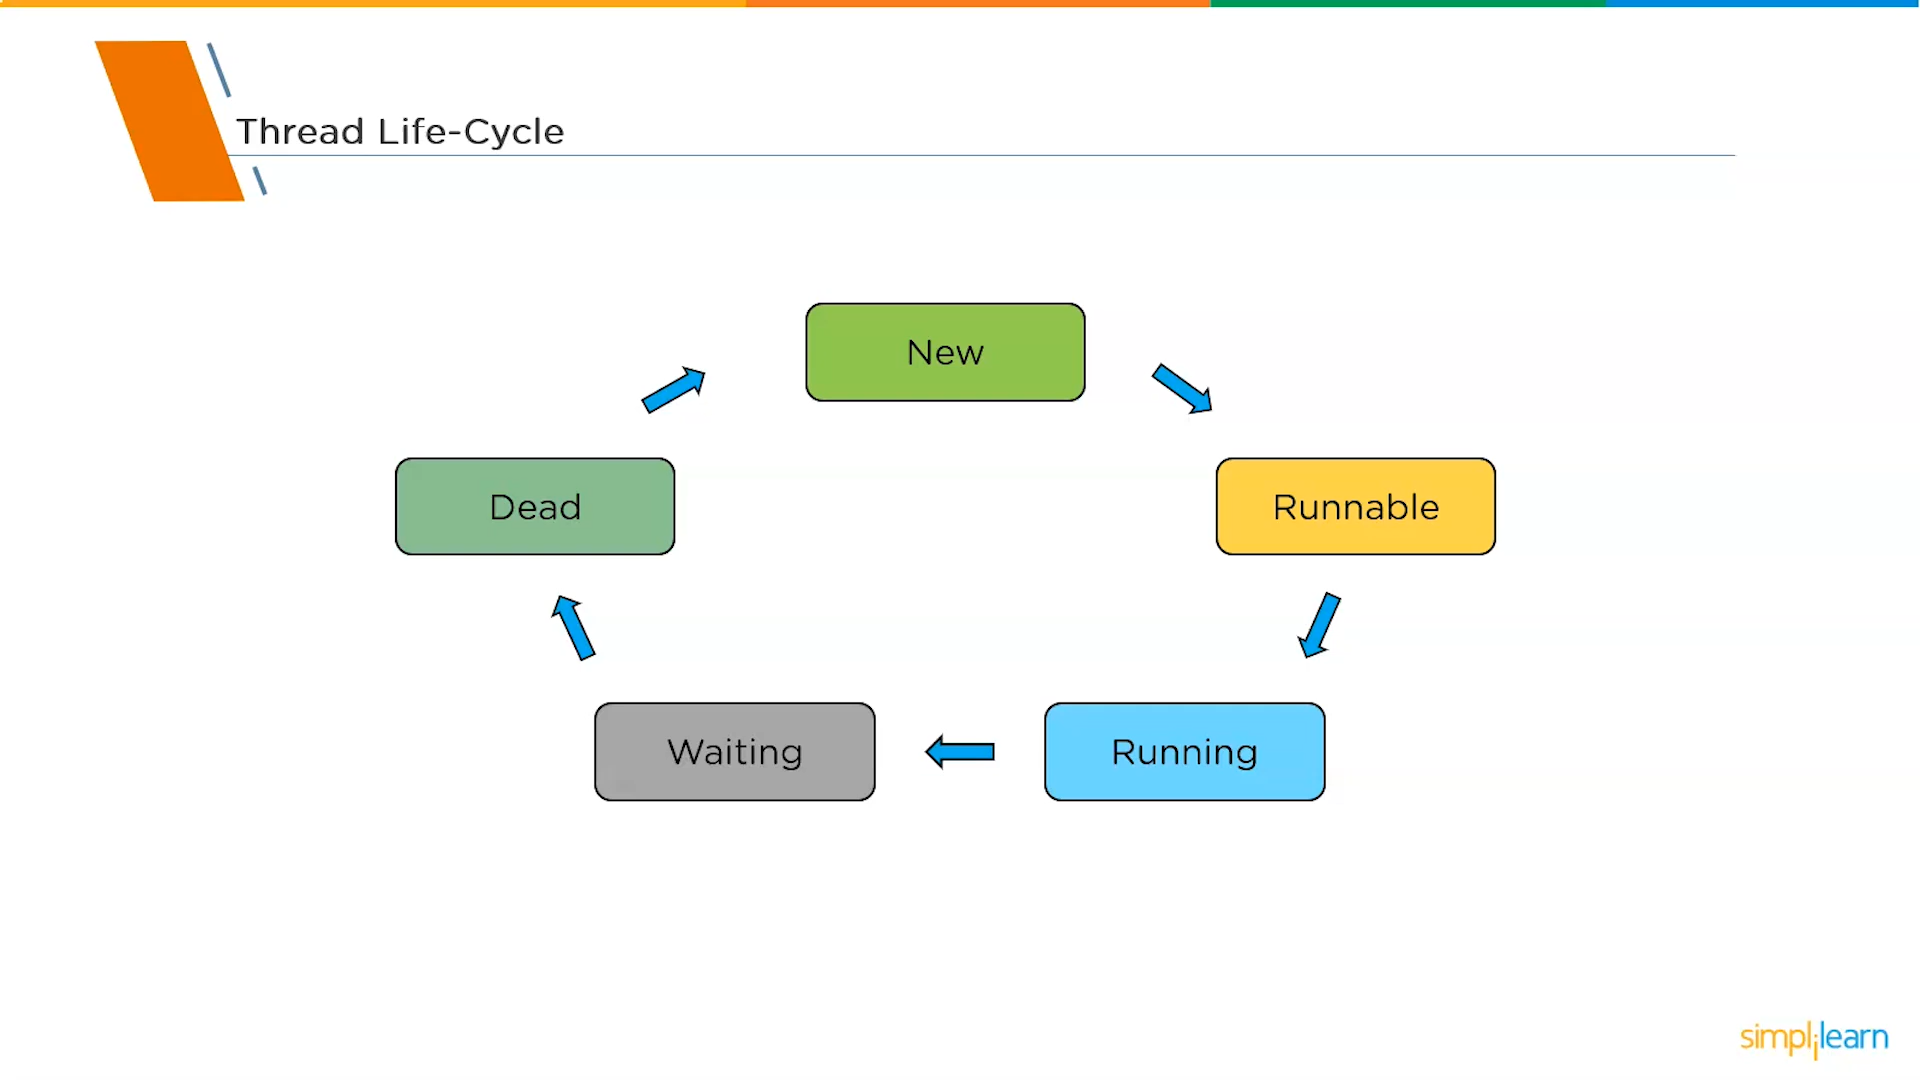 Thread Life-Cycle
New
Dead
Runnable
Waiting
Running
simplilearn